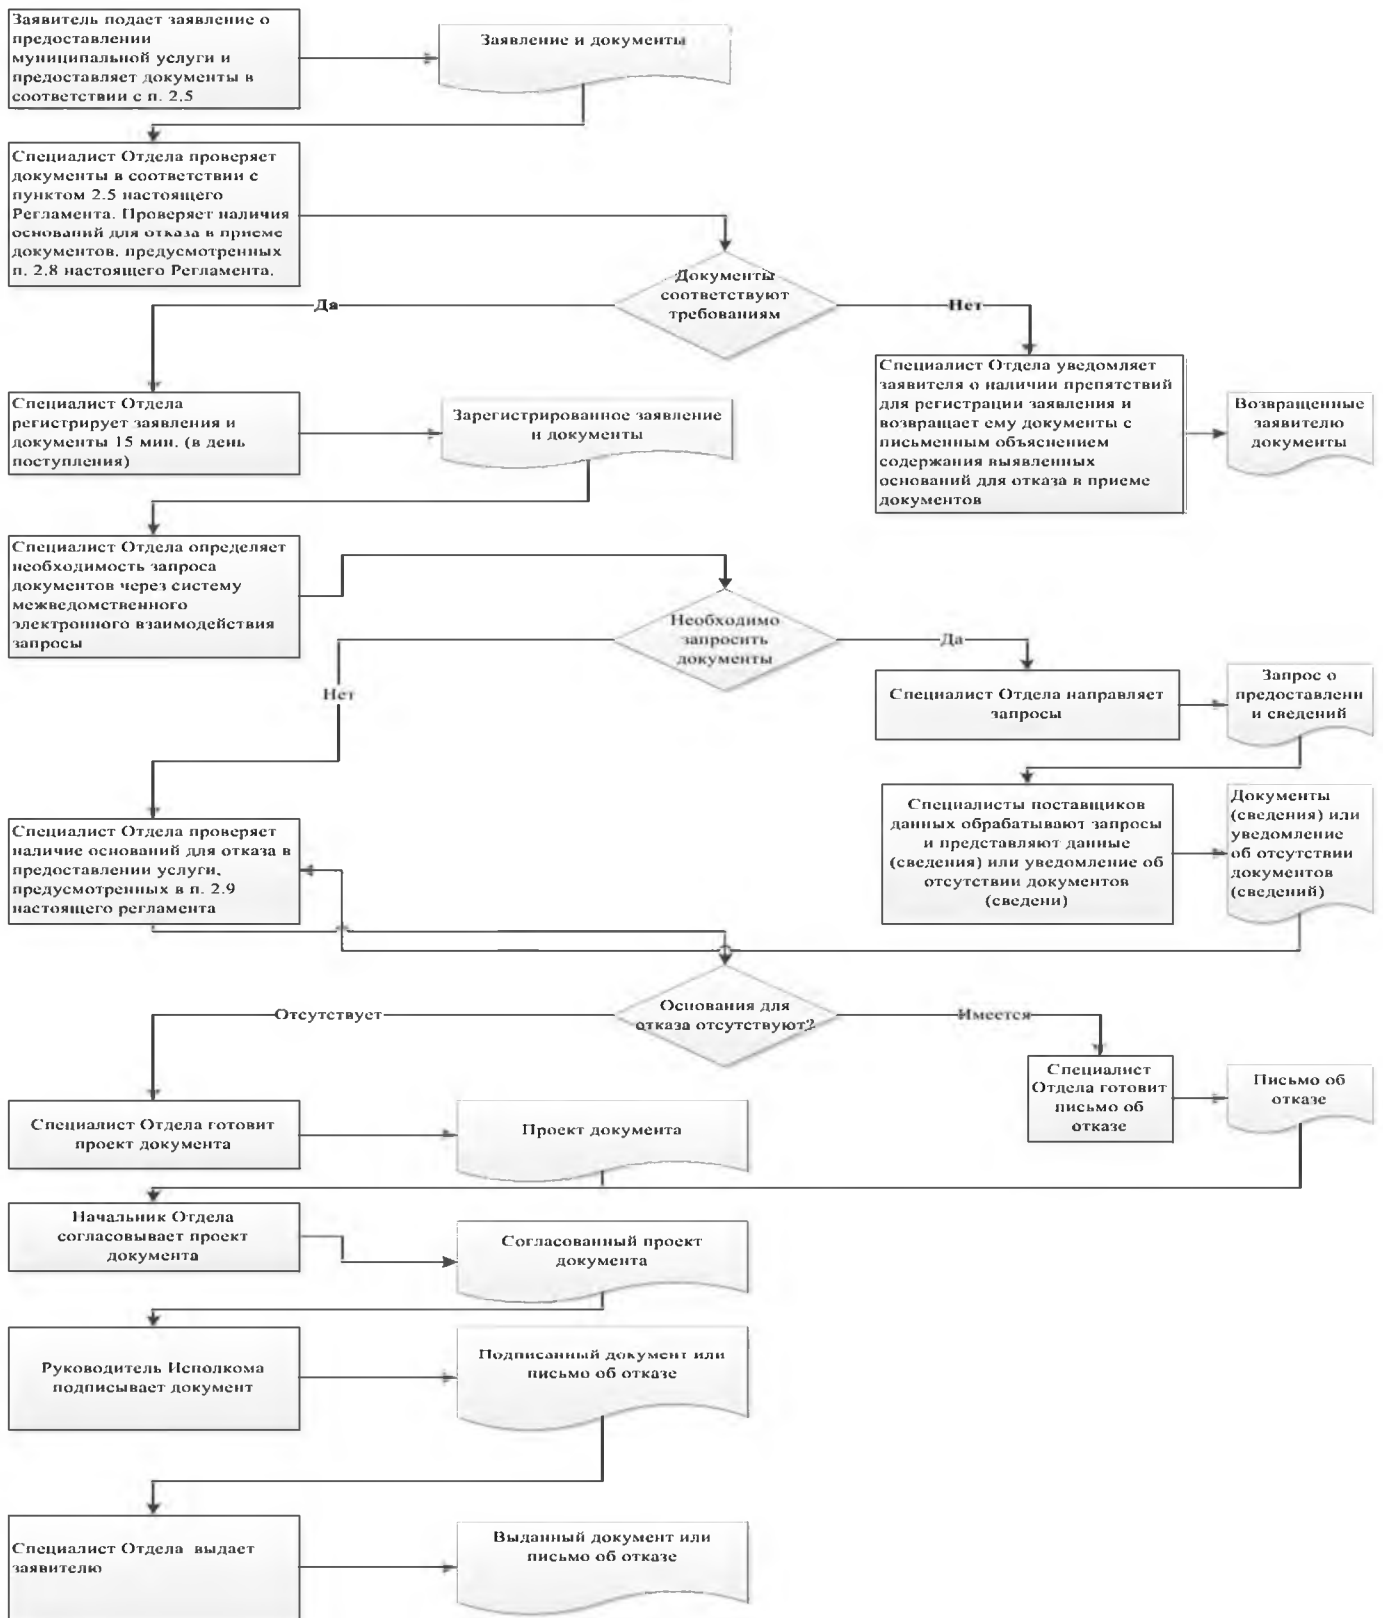 Заявитель подает заявление о
предоставлении
муниципальной услуги и
предоставляет документы в
соответствии с п. 2.5
Заявление и документы
Специалист Отдела проверяет
документы в соответствии с
пунктом 2.5 настоящего
Регламента. Проверяет наличия
оснований для отказа в приеме
документов, предусмотренных
п. 2.8 настоящего Регламента.
Документы
соответствуют
требованиям
Да
Нет
Специалист Отдела
регистрирует заявления и
документы 15 мин. (в день
поступления)
Зарегистрированное заявление
и документы
Специалист Отдела уведомляет
заявителя о наличии препятствий
для регистрации заявления и
возвращает ему документы с
письменным объяснением
содержания выявленных
оснований для отказа в приеме
документов
Возвращенные
заявителю
документы
Специалист Отдела определяет
необходимость запроса
документов через систему
межведомственного
электронного взаимодействия
запросы
Необходимо
запросить
документы
Да
Нет
Специалист Отдела направляет
запросы
Запрос о
предоставлени
и сведений
Специалисты поставщиков
данных обрабатывают запросы
и представляют данные
(сведения) или уведомление об
отсутствии документов
(сведени)
Документы
(сведения) или
уведомление
об отсутствии
документов
(сведений)
Специалист Отдела проверяет
наличие оснований для отказа в
предоставлении услуги,
предусмотренных в п. 2.9
настоящего регламента
Основания для
отказа отсутствуют?
Отсутствует
Имеется
Специалист
Отдела готовит
письмо об
отказе
Письмо об
отказе
Специалист Отдела готовит
проект документа
Проект документа
Начальник Отдела
согласовывает проект
документа
Согласованный проект
документа
Руководитель Исполкома
подписывает документ
Подписанный документ или
письмо об отказе
Специалист Отдела  выдает
заявителю
Выданный документ или
письмо об отказе